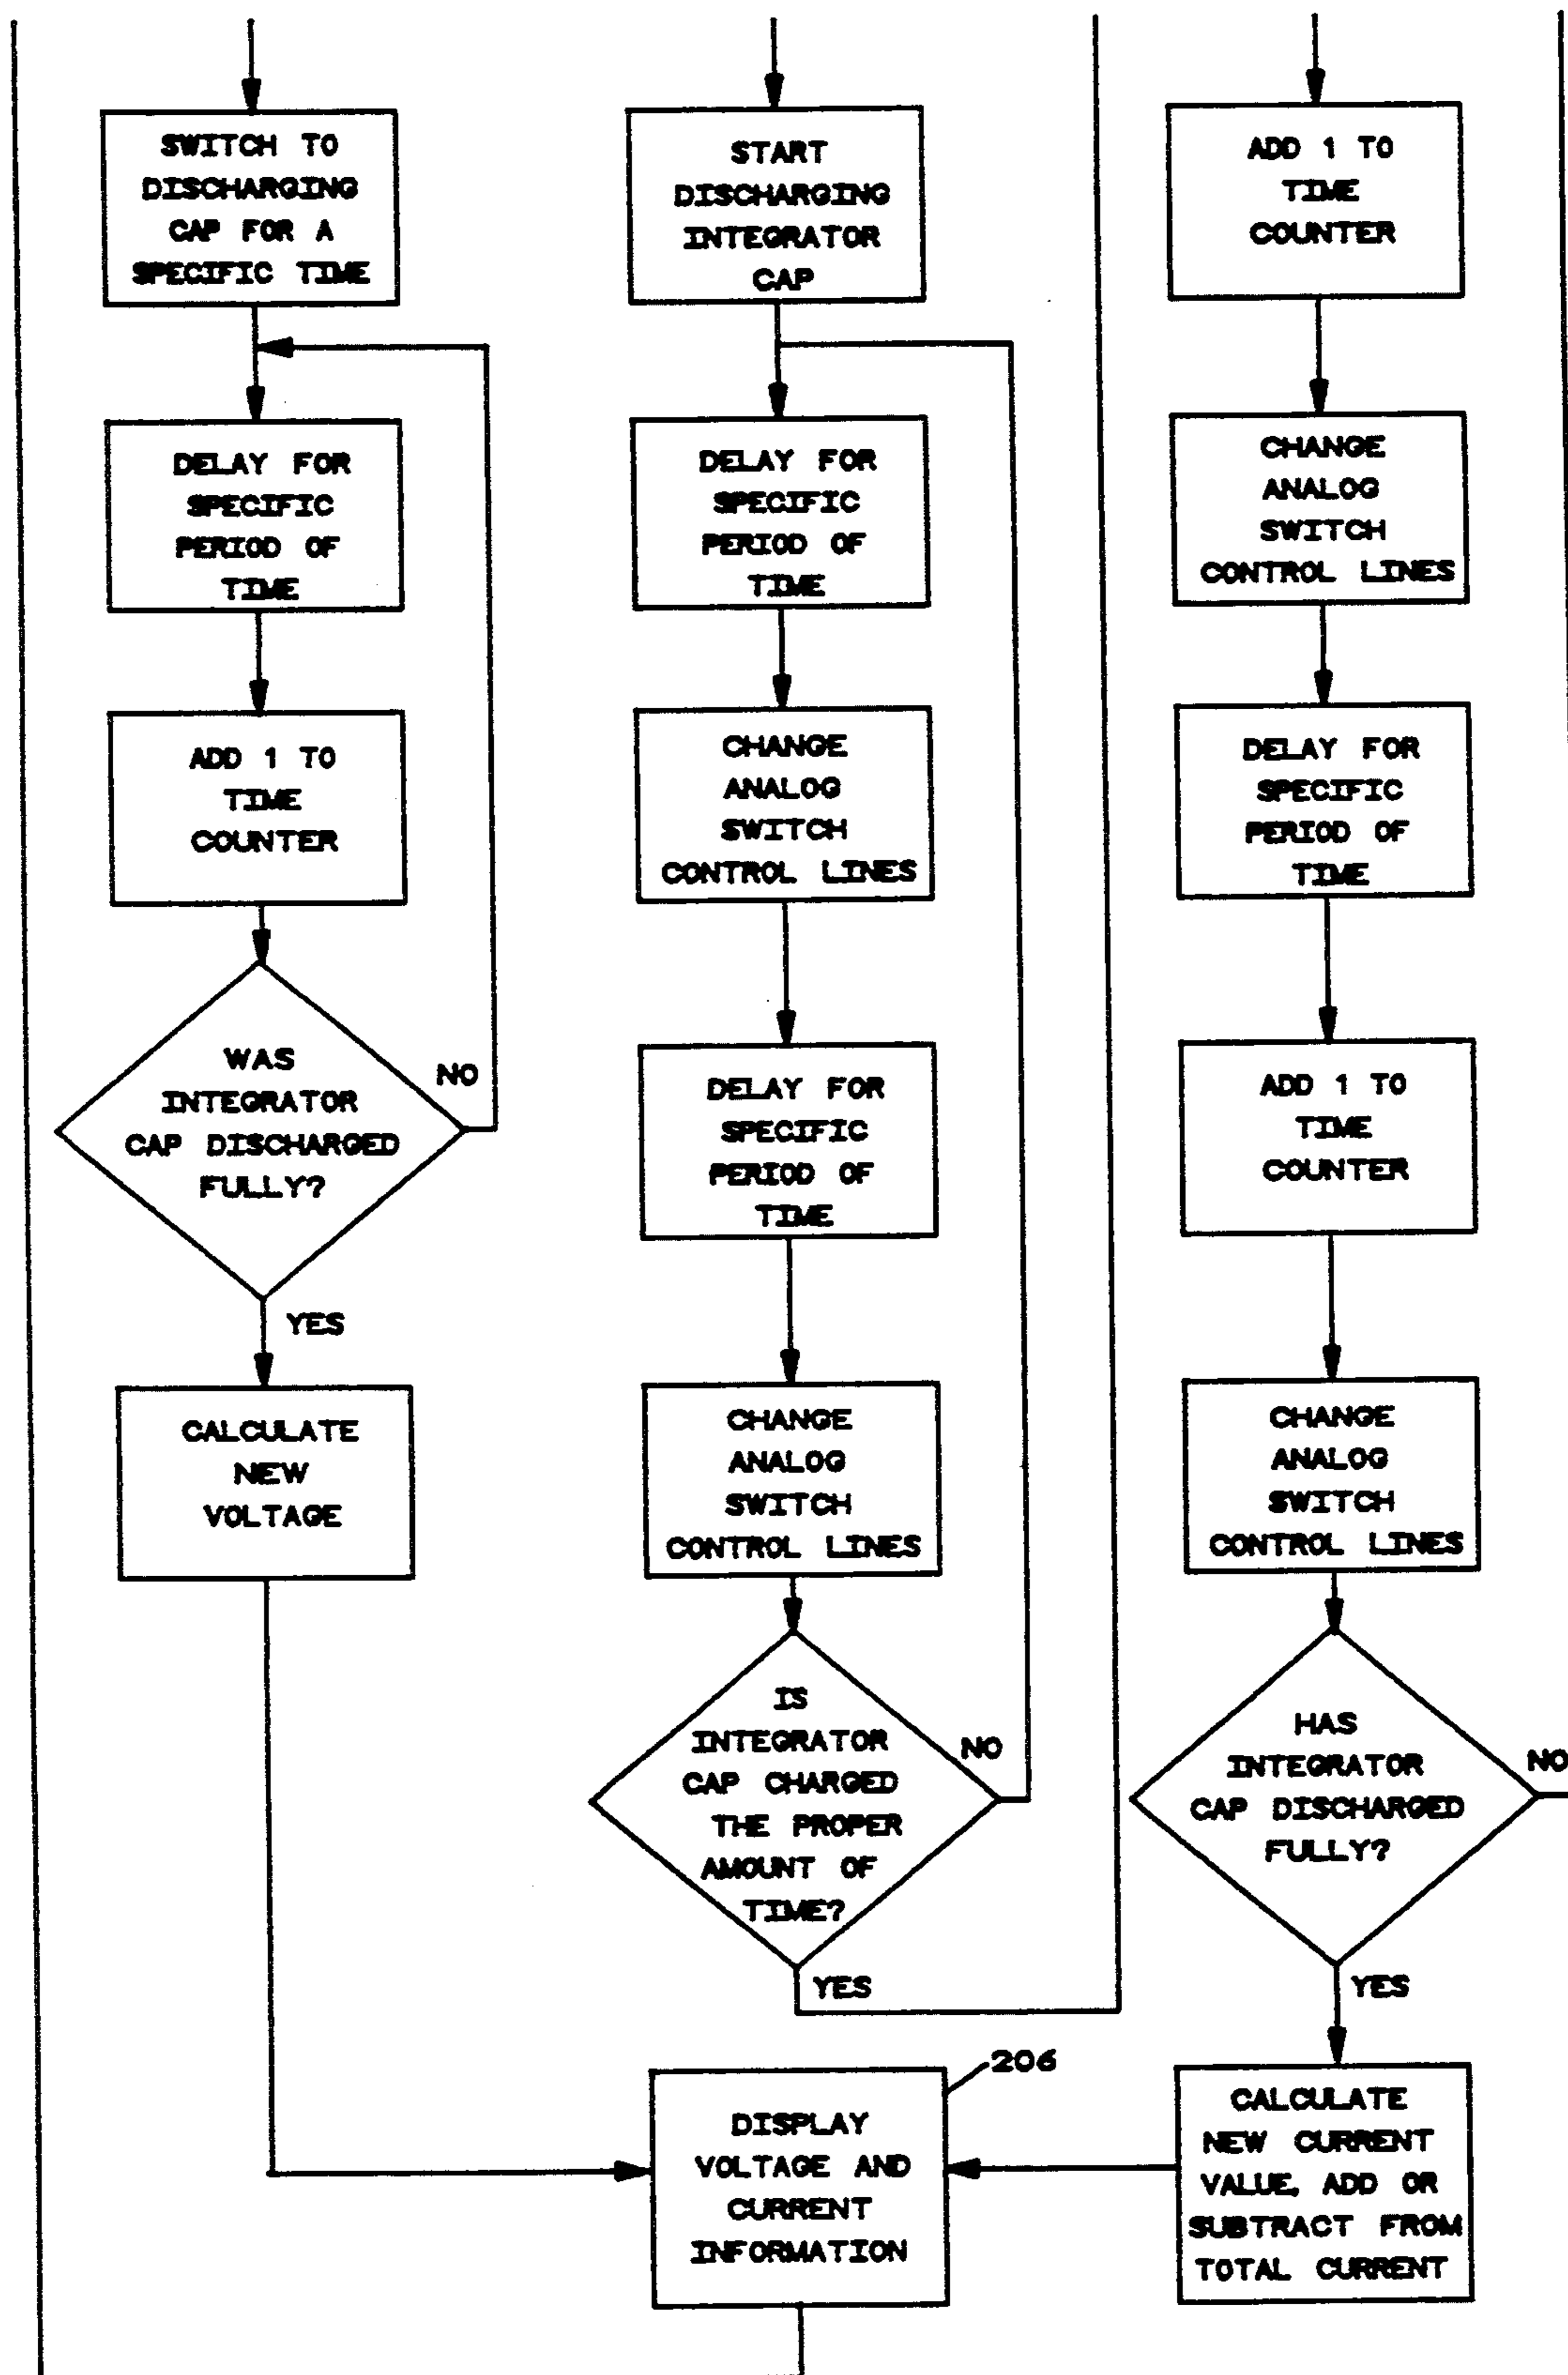 SWITCH TO
DISCHARGING
CAP FOR A
SPECIFIC TIME
DELAY FOR
SPECIFIC
PERIOD OF
TIME
ADD 1 TO
TIME
COUNTER
WAS
INTEGRATOR
CAP DISCHARGED
FULLY?
NO
YES
CALCULATE
NEW
VOLTAGE
START
DISCHARGING
INTEGRATOR
CAP
DELAY FOR
SPECIFIC
PERIOD OF
TIME
CHANGE
ANALOG
SWITCH
CONTROL LINES
DELAY FOR
SPECIFIC
PERIOD OF
TIME
CHANGE
ANALOG
SWITCH
CONTROL LINES
IS
INTEGRATOR
CAP CHARGED
THE PROPER
AMOUNT OF
TIME?
NO
YES
206
DISPLAY
VOLTAGE AND
CURRENT
INFORMATION
ADD 1 TO
TIME
COUNTER
CHANGE
ANALOG
SWITCH
CONTROL LINES
DELAY FOR
SPECIFIC
PERIOD OF
TIME
ADD 1 TO
TIME
COUNTER
CHANGE
ANALOG
SWITCH
CONTROL LINES
HAS
INTEGRATOR
CAP DISCHARGED
FULLY?
NO
YES
CALCULATE
NEW CURRENT
VALUE, ADD OR
SUBTRACT FROM
TOTAL CURRENT